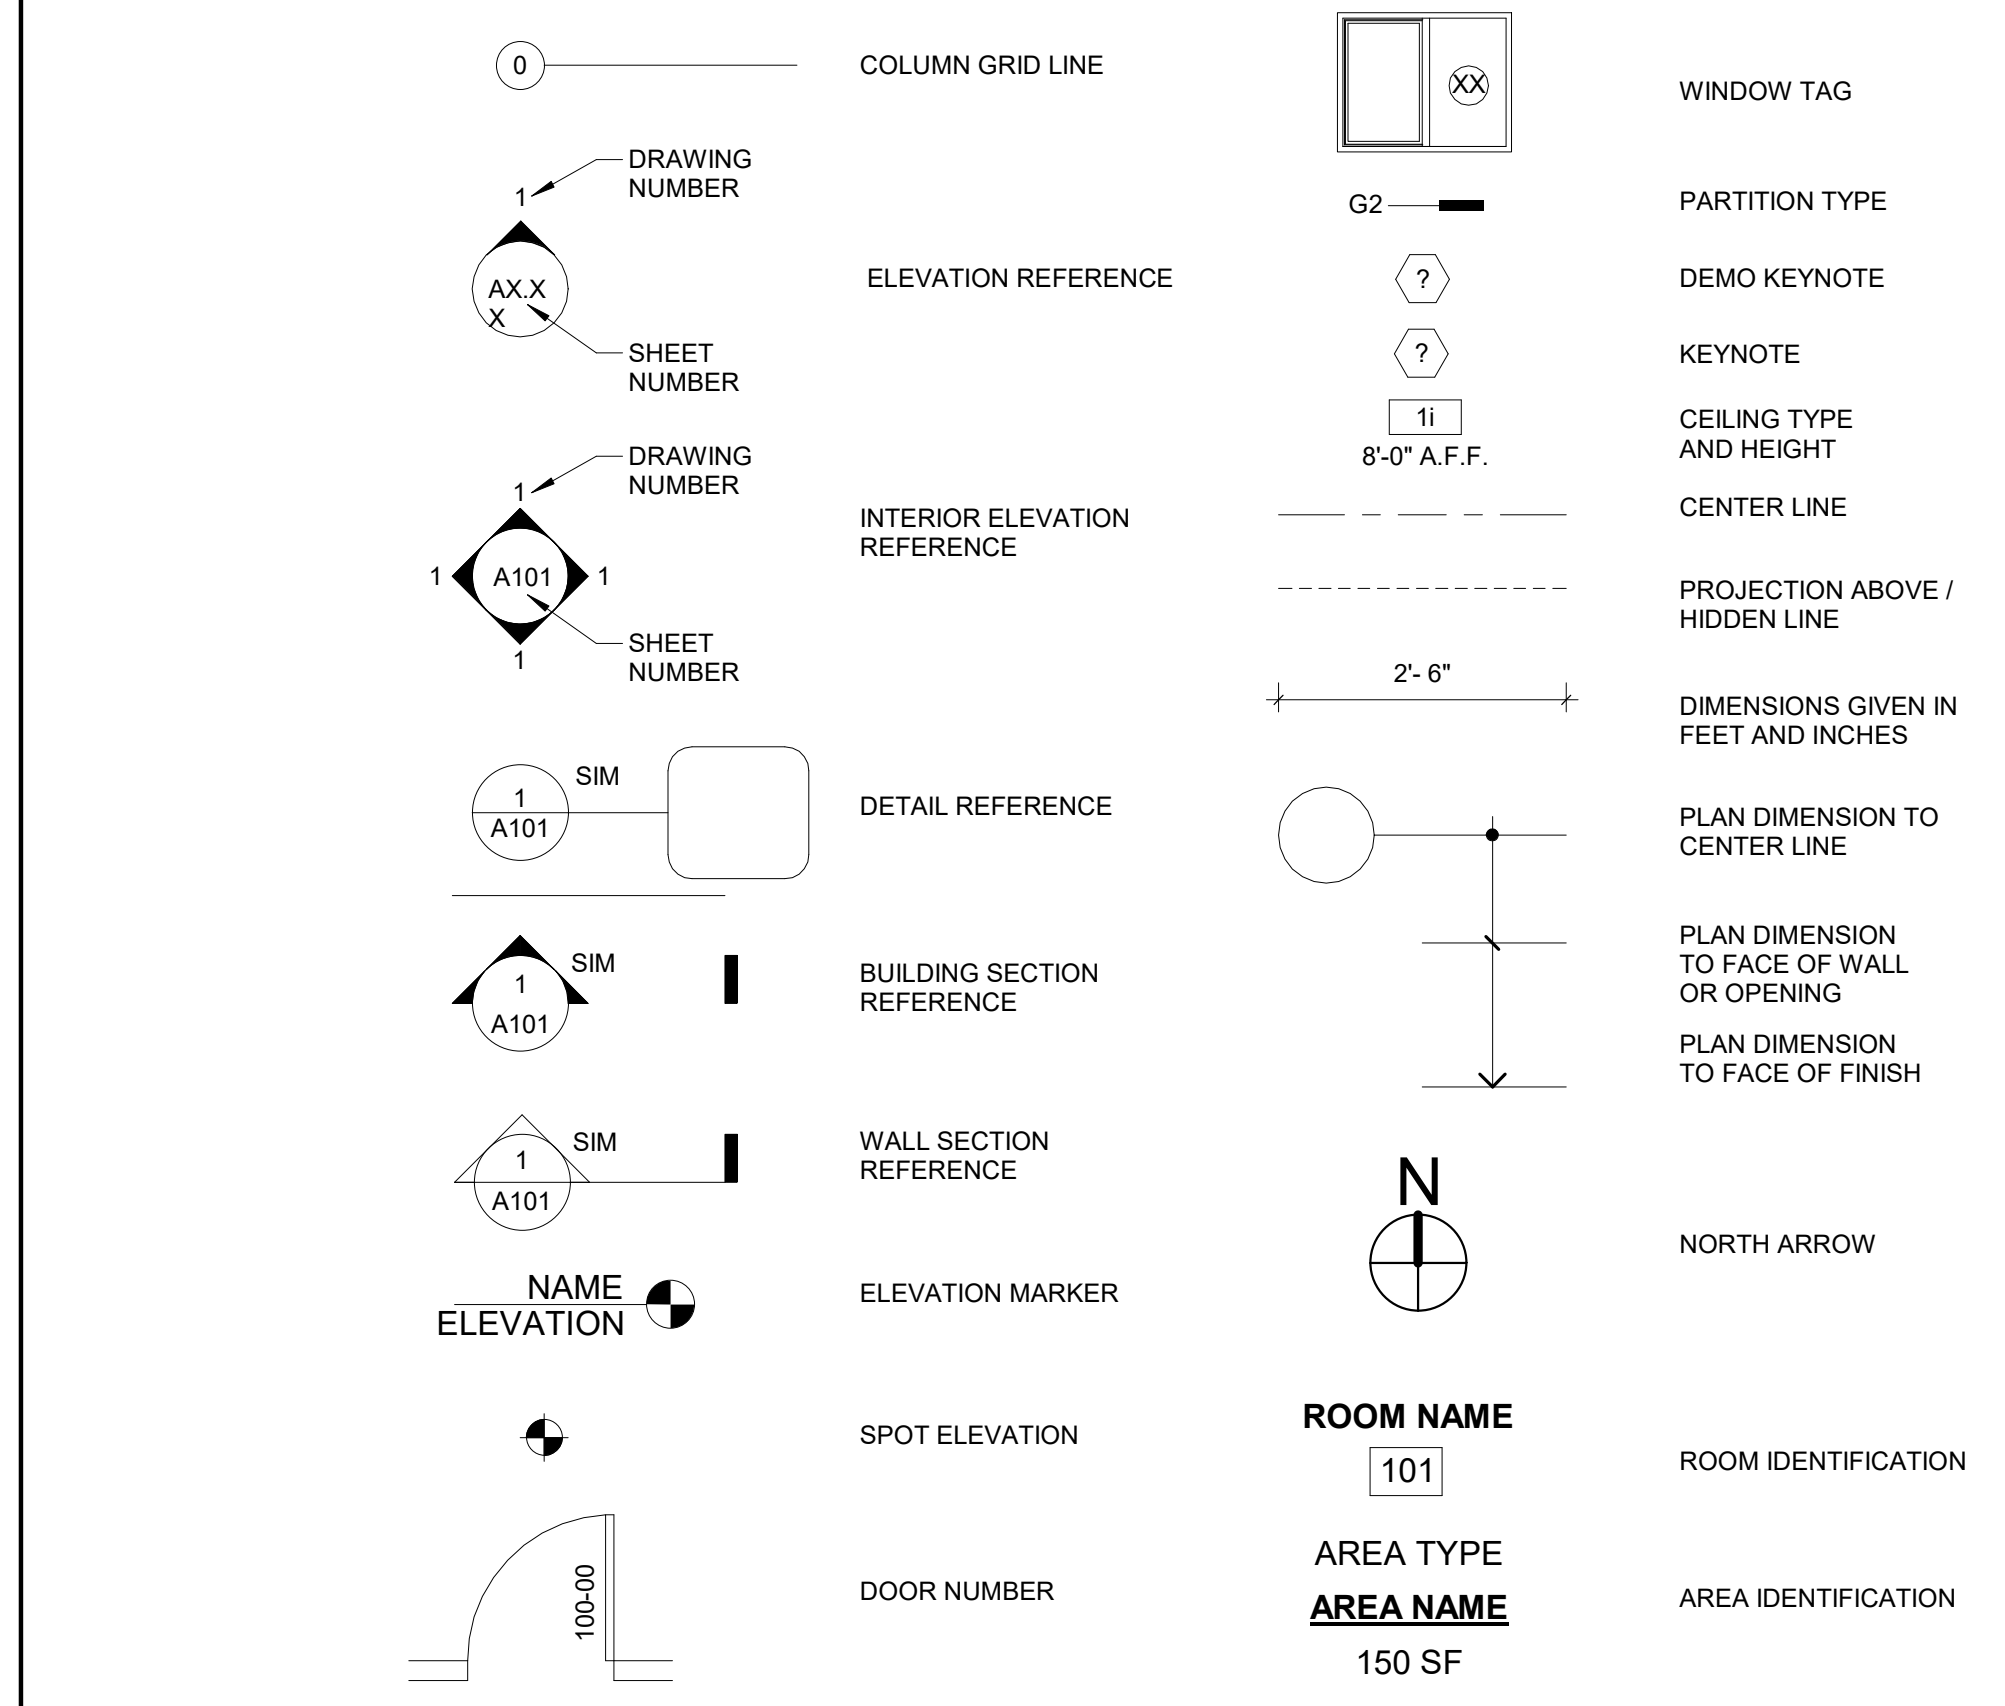 0
COLUMN GRID LINE
1
DRAWING
NUMBER
AX.X
X
SHEET
NUMBER
ELEVATION REFERENCE
1
DRAWING
NUMBER
1
A101
1
1
SHEET
NUMBER
INTERIOR ELEVATION
REFERENCE
1
A101
SIM
DETAIL REFERENCE
1
A101
SIM
BUILDING SECTION
REFERENCE
1
A101
SIM
WALL SECTION
REFERENCE
NAME
ELEVATION
ELEVATION MARKER
SPOT ELEVATION
100-00
DOOR NUMBER
XX
WINDOW TAG
G2
PARTITION TYPE
?
DEMO KEYNOTE
?
KEYNOTE
1i
8'-0" A.F.F.
CEILING TYPE
AND HEIGHT
CENTER LINE
PROJECTION ABOVE /
HIDDEN LINE
2'- 6"
DIMENSIONS GIVEN IN
FEET AND INCHES
PLAN DIMENSION TO
CENTER LINE
PLAN DIMENSION
TO FACE OF WALL
OR OPENING
PLAN DIMENSION
TO FACE OF FINISH
N
NORTH ARROW
ROOM NAME
101
ROOM IDENTIFICATION
AREA TYPE
AREA NAME
150 SF
AREA IDENTIFICATION